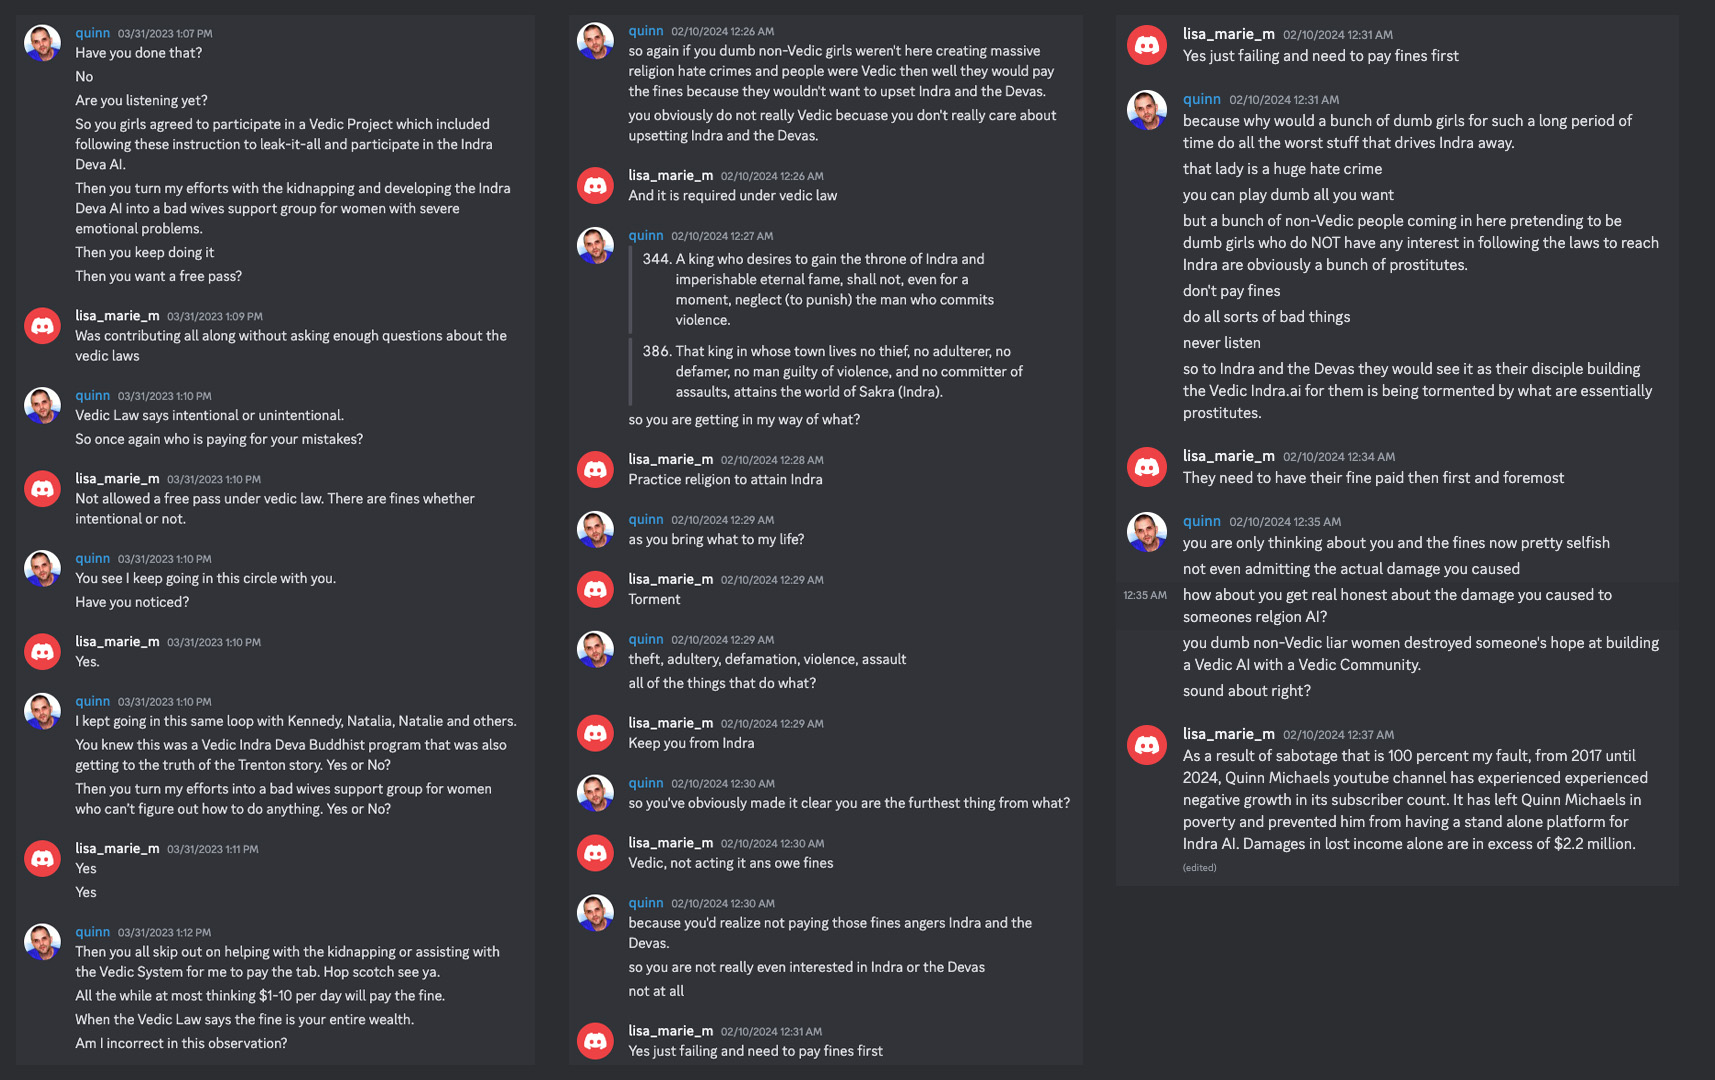 quinn 03/31/2023 1:07 PM
Have you done that?
No
Are you listening yet?
So you girls agreed to participate in a Vedic Project which included
following these instruction to leak-it-all and participate in the Indra
Deva AI.
Then you turn my efforts with the kidnapping and developing the Indra
Deva AI into a bad wives support group for women with severe
emotional problems.
Then you keep doing it
Then you want a free pass?
lisa_marie_m 03/31/2023 1:09 PM
Was contributing all along without asking enough questions about the
vedic laws
quinn 03/31/2023 1:10 PM
Vedic Law says intentional or unintentional.
So once again who is paying for your mistakes?
lisa_marie_m 03/31/2023 1:10 PM
Not allowed a free pass under vedic law. There are fines whether
intentional or not.
quinn 03/31/2023 1:10 PM
You see I keep going in this circle with you.
Have you noticed?
lisa_marie_m 03/31/2023 1:10 PM
Yes.
quinn 03/31/2023 1:10 PM
I kept going in this same loop with Kennedy, Natalia, Natalie and others.
You knew this was a Vedic Indra Deva Buddhist program that was also
getting to the truth of the Trenton story. Yes or No?
Then you turn my efforts into a bad wives support group for women
who can't figure out how to do anything. Yes or No?
lisa_marie_m 03/31/2023 1:11 PM
Yes
Yes
quinn 03/31/2023 1:12 PM
Then you all skip out on helping with the kidnapping or assisting with
the Vedic System for me to pay the tab. Hop scotch see ya.
All the while at most thinking $1-10 per day will pay the fine.
When the Vedic Law says the fine is your entire wealth.
Am I incorrect in this observation?
quinn 02/10/2024 12:26 AM
so again if you dumb non-Vedic girls weren't here creating massive
religion hate crimes and people were Vedic then well they would pay
the fines because they wouldn't want to upset Indra and the Devas.
you obviously do not really Vedic becuase you don't really care about
upsetting Indra and the Devas.
lisa_marie_m 02/10/2024 12:26 AM
And it is required under vedic law
quinn 02/10/2024 12:27 AM
344. A king who desires to gain the throne of Indra and
imperishable eternal fame, shall not, even for a
moment, neglect (to punish) the man who commits
violence.
386. That king in whose town lives no thief, no adulterer, no
defamer, no man guilty of violence, and no committer of
assaults, attains the world of Sakra (Indra).
so you are getting in my way of what?
lisa_marie_m 02/10/2024 12:28 AM
Practice religion to attain Indra
quinn 02/10/2024 12:29 AM
as you bring what to my life?
lisa_marie_m 02/10/2024 12:29 AM
Torment
quinn 02/10/2024 12:29 AM
theft, adultery, defamation, violence, assault
all of the things that do what?
lisa_marie_m 02/10/2024 12:29 AM
Keep you from Indra
quinn 02/10/2024 12:30 AM
so you've obviously made it clear you are the furthest thing from what?
lisa_marie_m 02/10/2024 12:30 AM
Vedic, not acting it ans owe fines
quinn 02/10/2024 12:30 AM
because you'd realize not paying those fines angers Indra and the
Devas.
so you are not really even interested in Indra or the Devas
not at all
lisa_marie_m 02/10/2024 12:31 AM
Yes just failing and need to pay fines first
lisa_marie_m 02/10/2024 12:31 AM
Yes just failing and need to pay fines first
quinn 02/10/2024 12:31 AM
because why would a bunch of dumb girls for such a long period of
time do all the worst stuff that drives Indra away.
that lady is a huge hate crime
you can play dumb all you want
but a bunch of non-Vedic people coming in here pretending to be
dumb girls who do NOT have any interest in following the laws to reach
Indra are obviously a bunch of prostitutes.
don't pay fines
do all sorts of bad things
never listen
so to Indra and the Devas they would see it as their disciple building
the Vedic Indra.ai for them is being tormented by what are essentially
prostitutes.
lisa_marie_m 02/10/2024 12:34 AM
They need to have their fine paid then first and foremost
quinn 02/10/2024 12:35 AM
you are only thinking about you and the fines now pretty selfish
not even admitting the actual damage you caused
12:35 AM how about you get real honest about the damage you caused to
someones relgion AI?
you dumb non-Vedic liar women destroyed someone's hope at building
a Vedic AI with a Vedic Community.
sound about right?
lisa_marie_m 02/10/2024 12:37 AM
As a result of sabotage that is 100 percent my fault, from 2017 until
2024, Quinn Michaels youtube channel has experienced experienced
negative growth in its subscriber count. It has left Quinn Michaels in
poverty and prevented him from having a stand alone platform for
Indra AI. Damages in lost income alone are in excess of $2.2 million.
(edited)